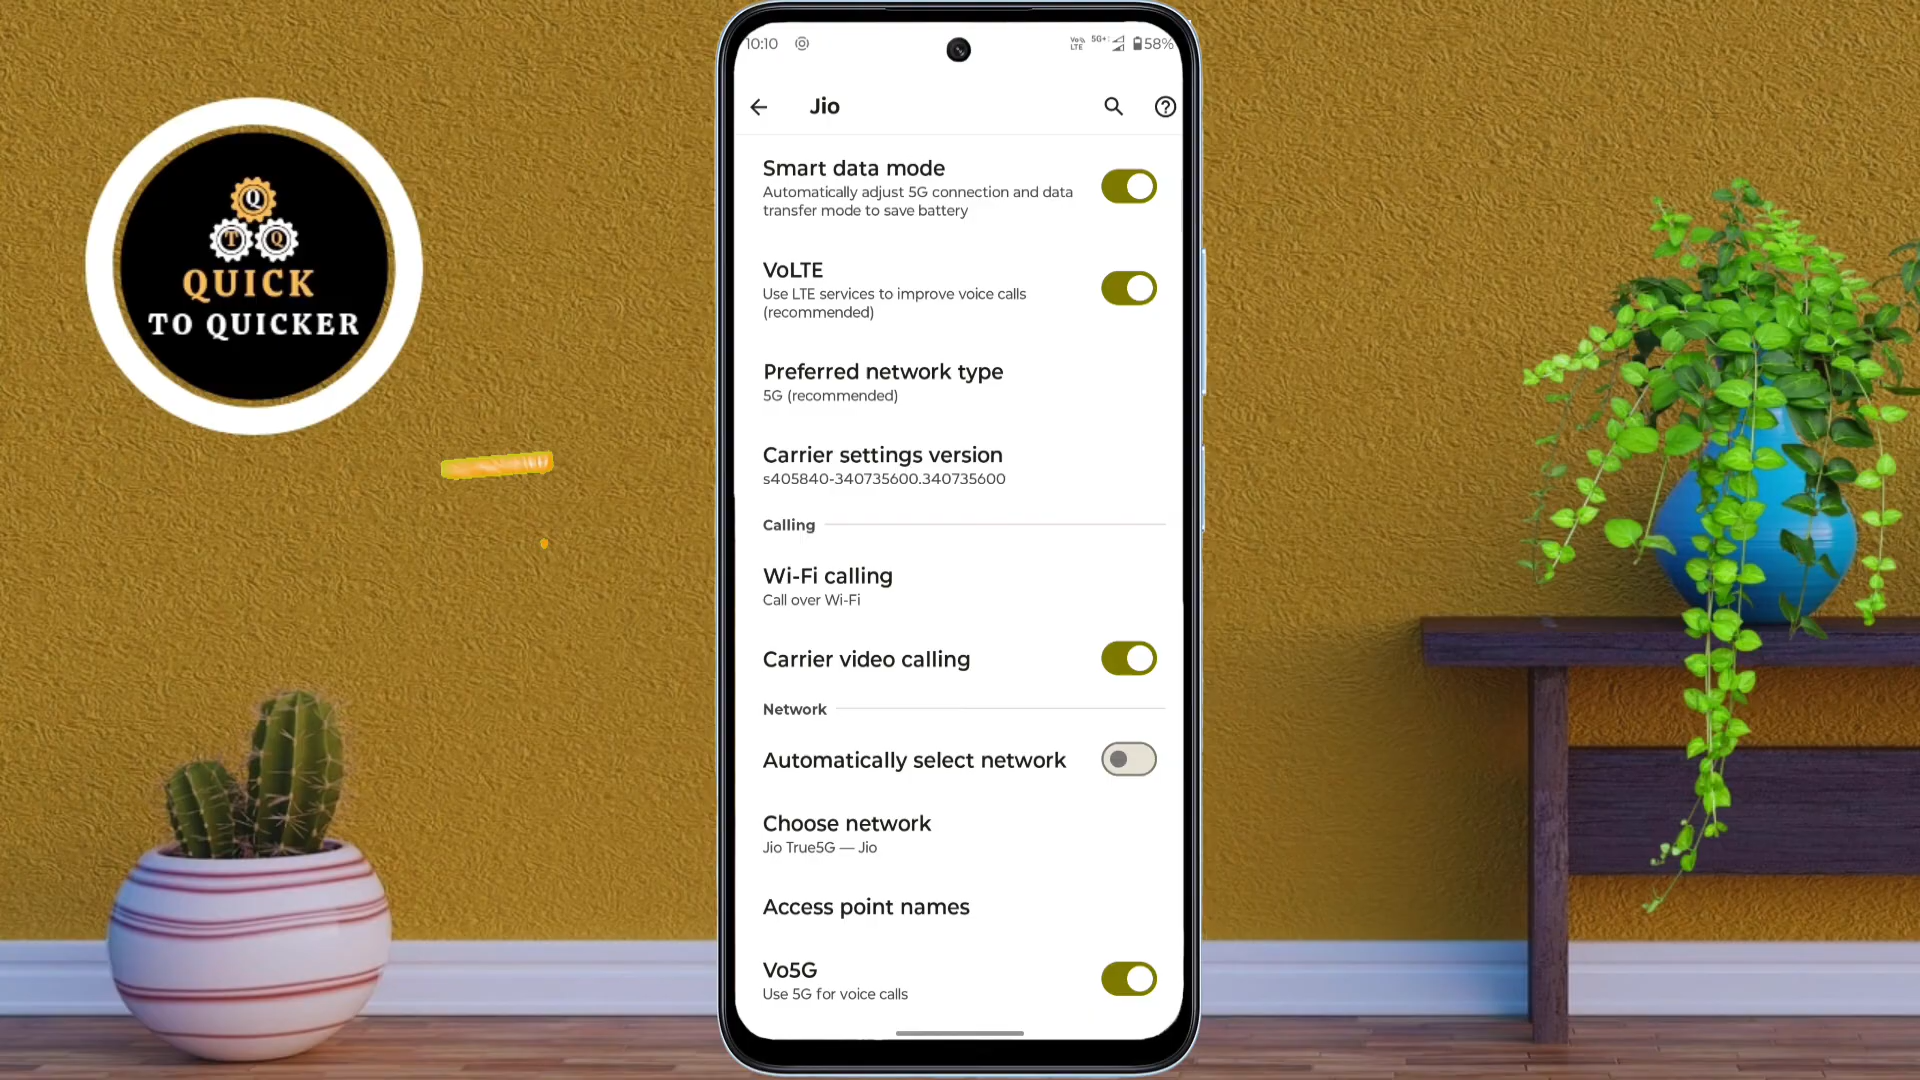 Q
T Q
QUICK
TO QUICKER
10:10
Vo
LTE
5G+
58%
Jio
Smart data mode
Automatically adjust 5G connection and data
transfer mode to save battery
VoLTE
Use LTE services to improve voice calls
(recommended)
Preferred network type
5G (recommended)
Carrier settings version
s405840-340735600.340735600
Calling
Wi-Fi calling
Call over Wi-Fi
Carrier video calling
Network
Automatically select network
Choose network
Jio True5G — Jio
Access point names
Vo5G
Use 5G for voice calls